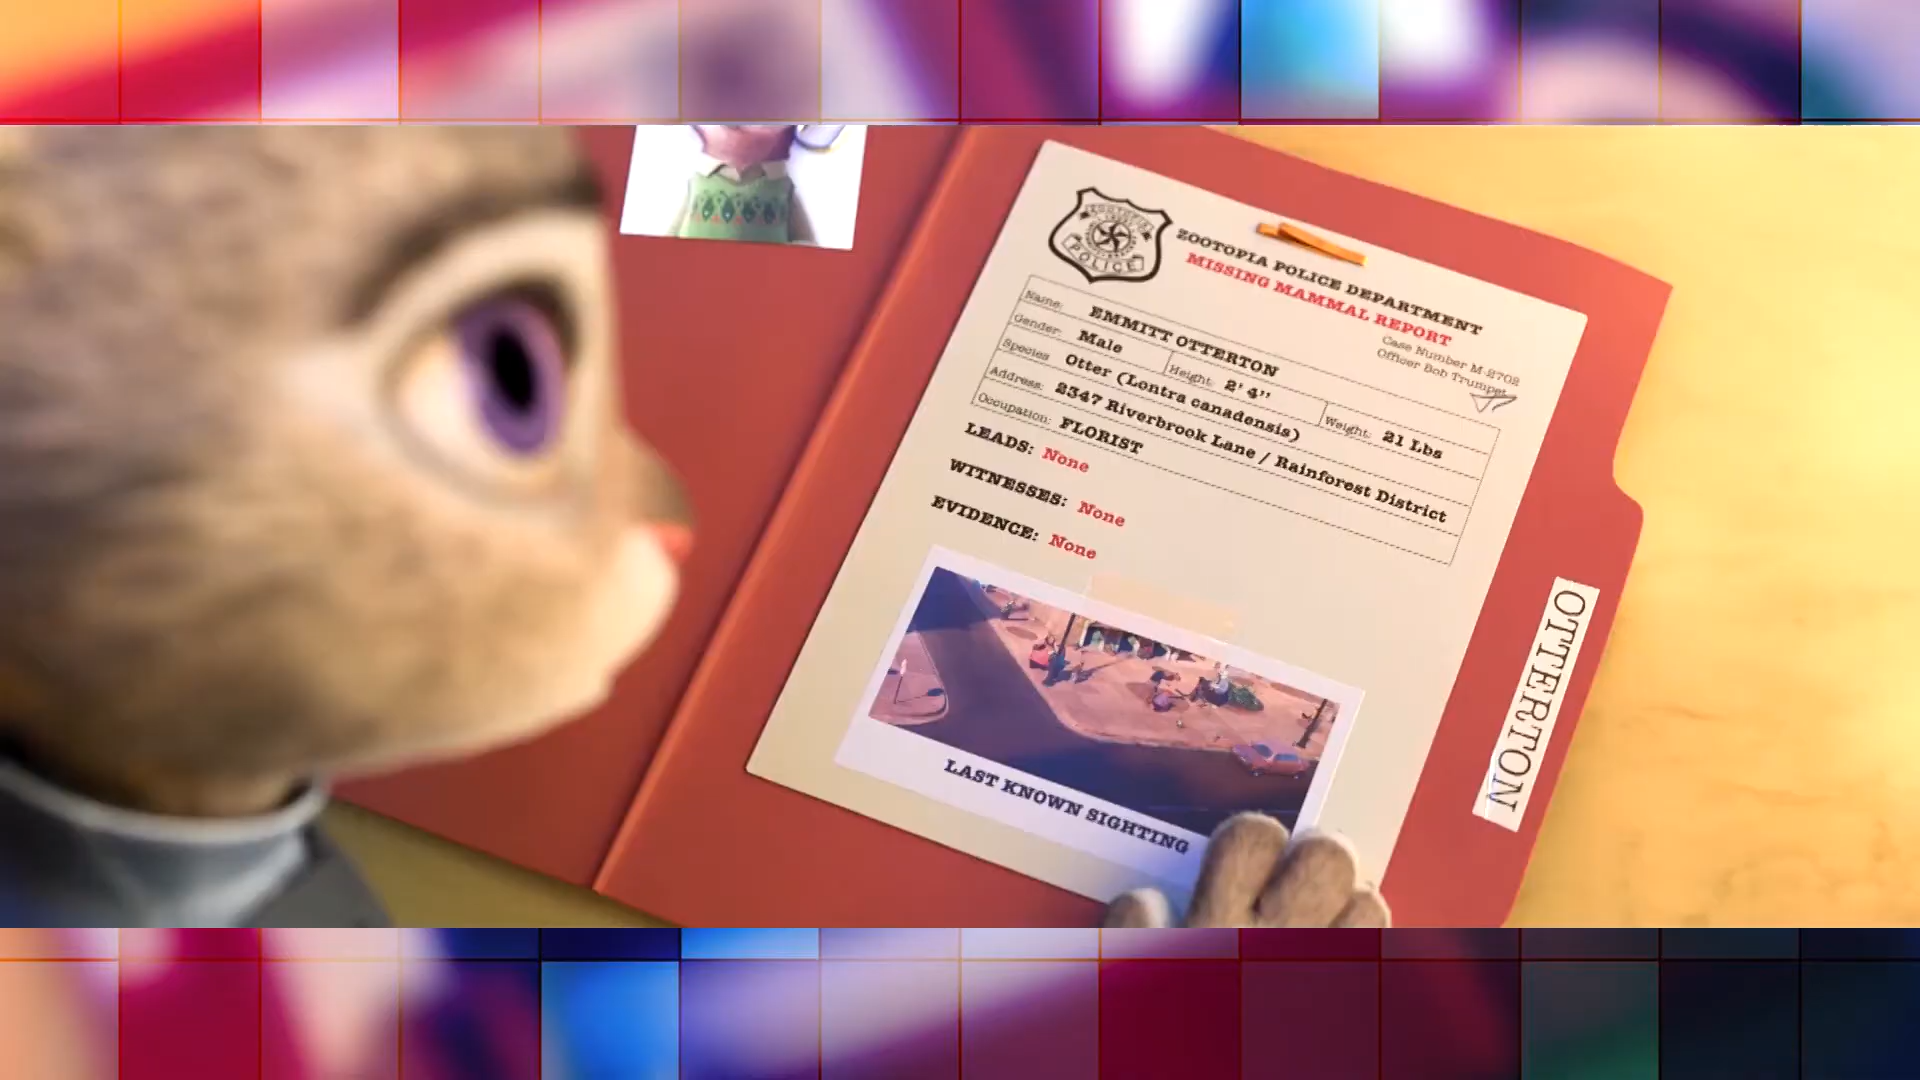 ZOOTOPIA
POLICE
ZOOTOPIA POLICE DEPARTMENT
MISSING MAMMAL REPORT
Case Number M-2702
Officer Bob Trumpet
Name: EMMITT OTTERTON
Gender: Male Height: 2' 4"
Species Otter (Lontra canadensis) Weight: 21 Lbs
Address: 2347 Riverbrook Lane / Rainforest District
Occupation: FLORIST
LEADS: None
WITNESSES: None
EVIDENCE: None
LAST KNOWN SIGHTING
OTTERTON